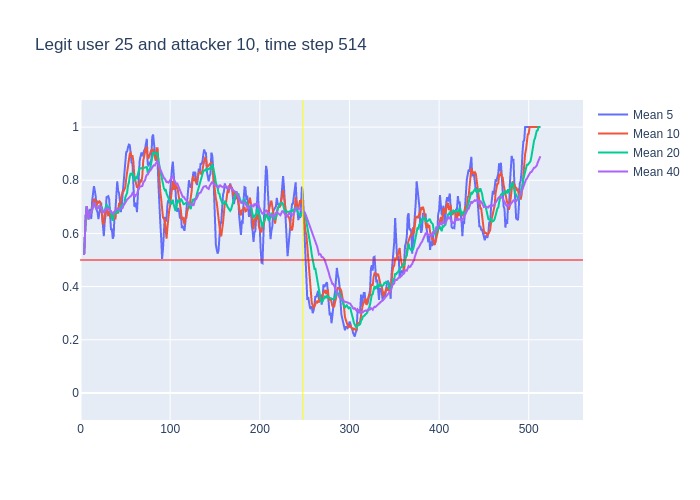 Legit user 25 and attacker 10, time step 514
Mean 5
Mean 10
Mean 20
Mean 40
1
0.8
0.6
0.4
0.2
0
0 100 200 300 400 500